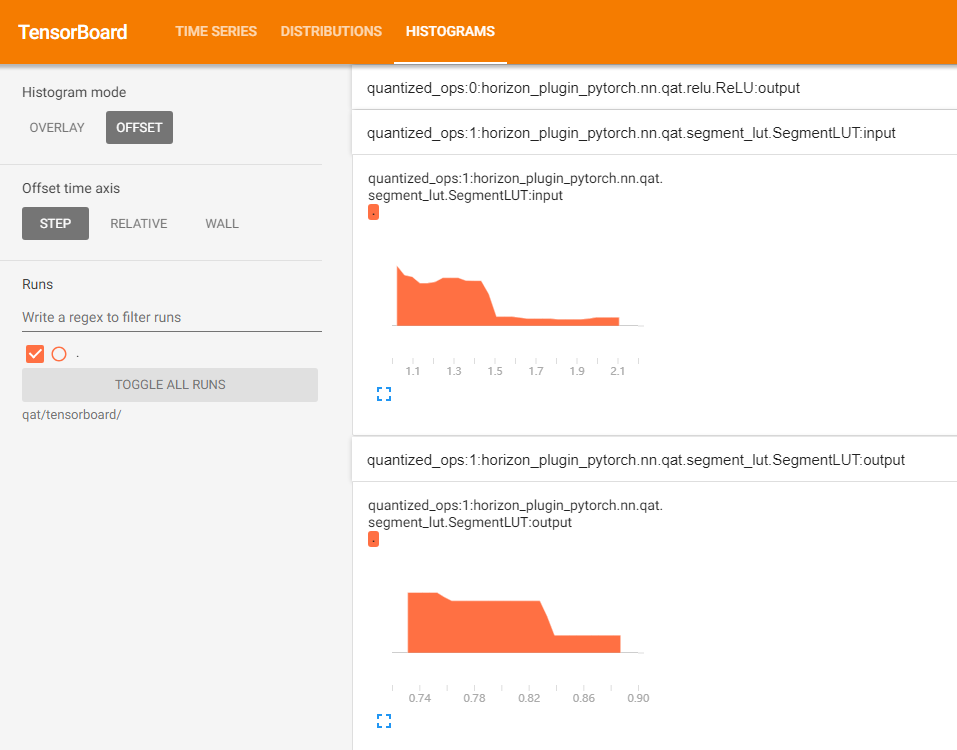 TensorBoard TIME SERIES DISTRIBUTIONS HISTOGRAMS
Histogram mode
OVERLAY OFFSET
Offset time axis
STEP RELATIVE WALL
Runs
Write a regex to filter runs
.
TOGGLE ALL RUNS
qat/tensorboard/
quantized_ops:0:horizon_plugin_pytorch.nn.qat.relu.ReLU:output
quantized_ops:1:horizon_plugin_pytorch.nn.qat.segment_lut.SegmentLUT:input
quantized_ops:1:horizon_plugin_pytorch.nn.qat.
segment_lut.SegmentLUT:input
.
1.1 1.3 1.5 1.7 1.9 2.1
quantized_ops:1:horizon_plugin_pytorch.nn.qat.segment_lut.SegmentLUT:output
quantized_ops:1:horizon_plugin_pytorch.nn.qat.
segment_lut.SegmentLUT:output
.
0.74 0.78 0.82 0.86 0.90